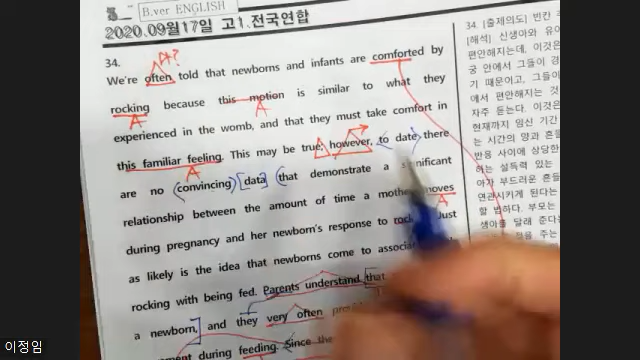 B.ver ENGLISH
2020.09월17일 고1.전국연합
34.
We're often told that newborns and infants are comforted by
rocking because this motion is similar to what they
experienced in the womb, and that they must take comfort in
this familiar feeling. This may be true; however, to date there
are no convincing data that demonstrate a significant
relationship between the amount of time a mother moves
during pregnancy and her newborn's response to rocking. Just
as likely is the idea that newborns come to associate
rocking with being fed. Parents understand that
a newborn, and they very often
during feeding. Since the
A?
A
A
A
A
34. [출제의도] 빈칸
[해석] 신생아와 유아
편안해지는데, 이것은
궁 안에서 그들이 경
기 때문이고, 그들이
에서 편안해지는 것
자주 듣는다. 이것은
현재까지 임신 기간
는 시간의 양과 흔들
반응 사이에 상당한
하는 설득력 있는
아가 부드러운 흔들
연관시키게 된다는
할 법하다. 부모는
생아를 달래 준다는
이정임